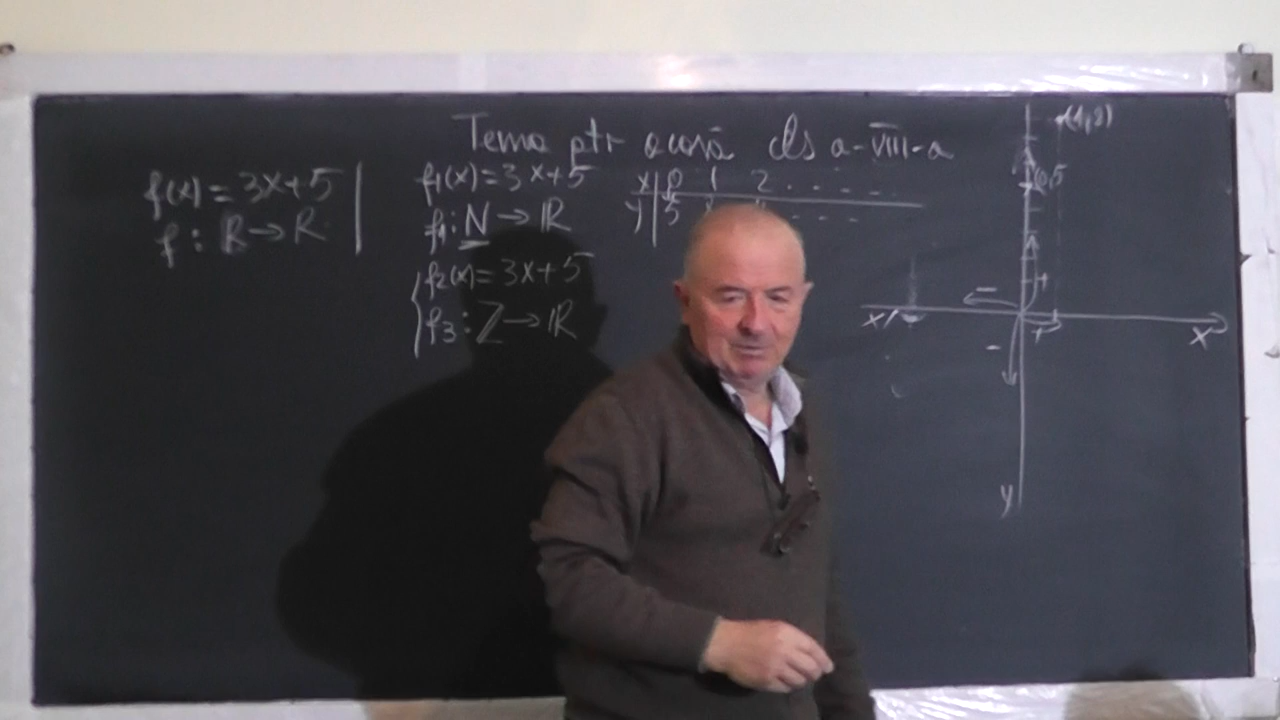 Tema ptr acasă cls a-VIII-a
f(x) = 3x+5
f : R → R
f1(x) = 3x+5
f1 : N → R
f2(x) = 3x+5
f3 : Z → R
x 0 1 2 . . . . .
y 5 . . . .
(1,8)
0,5
+
-
+
-
x'
x
y